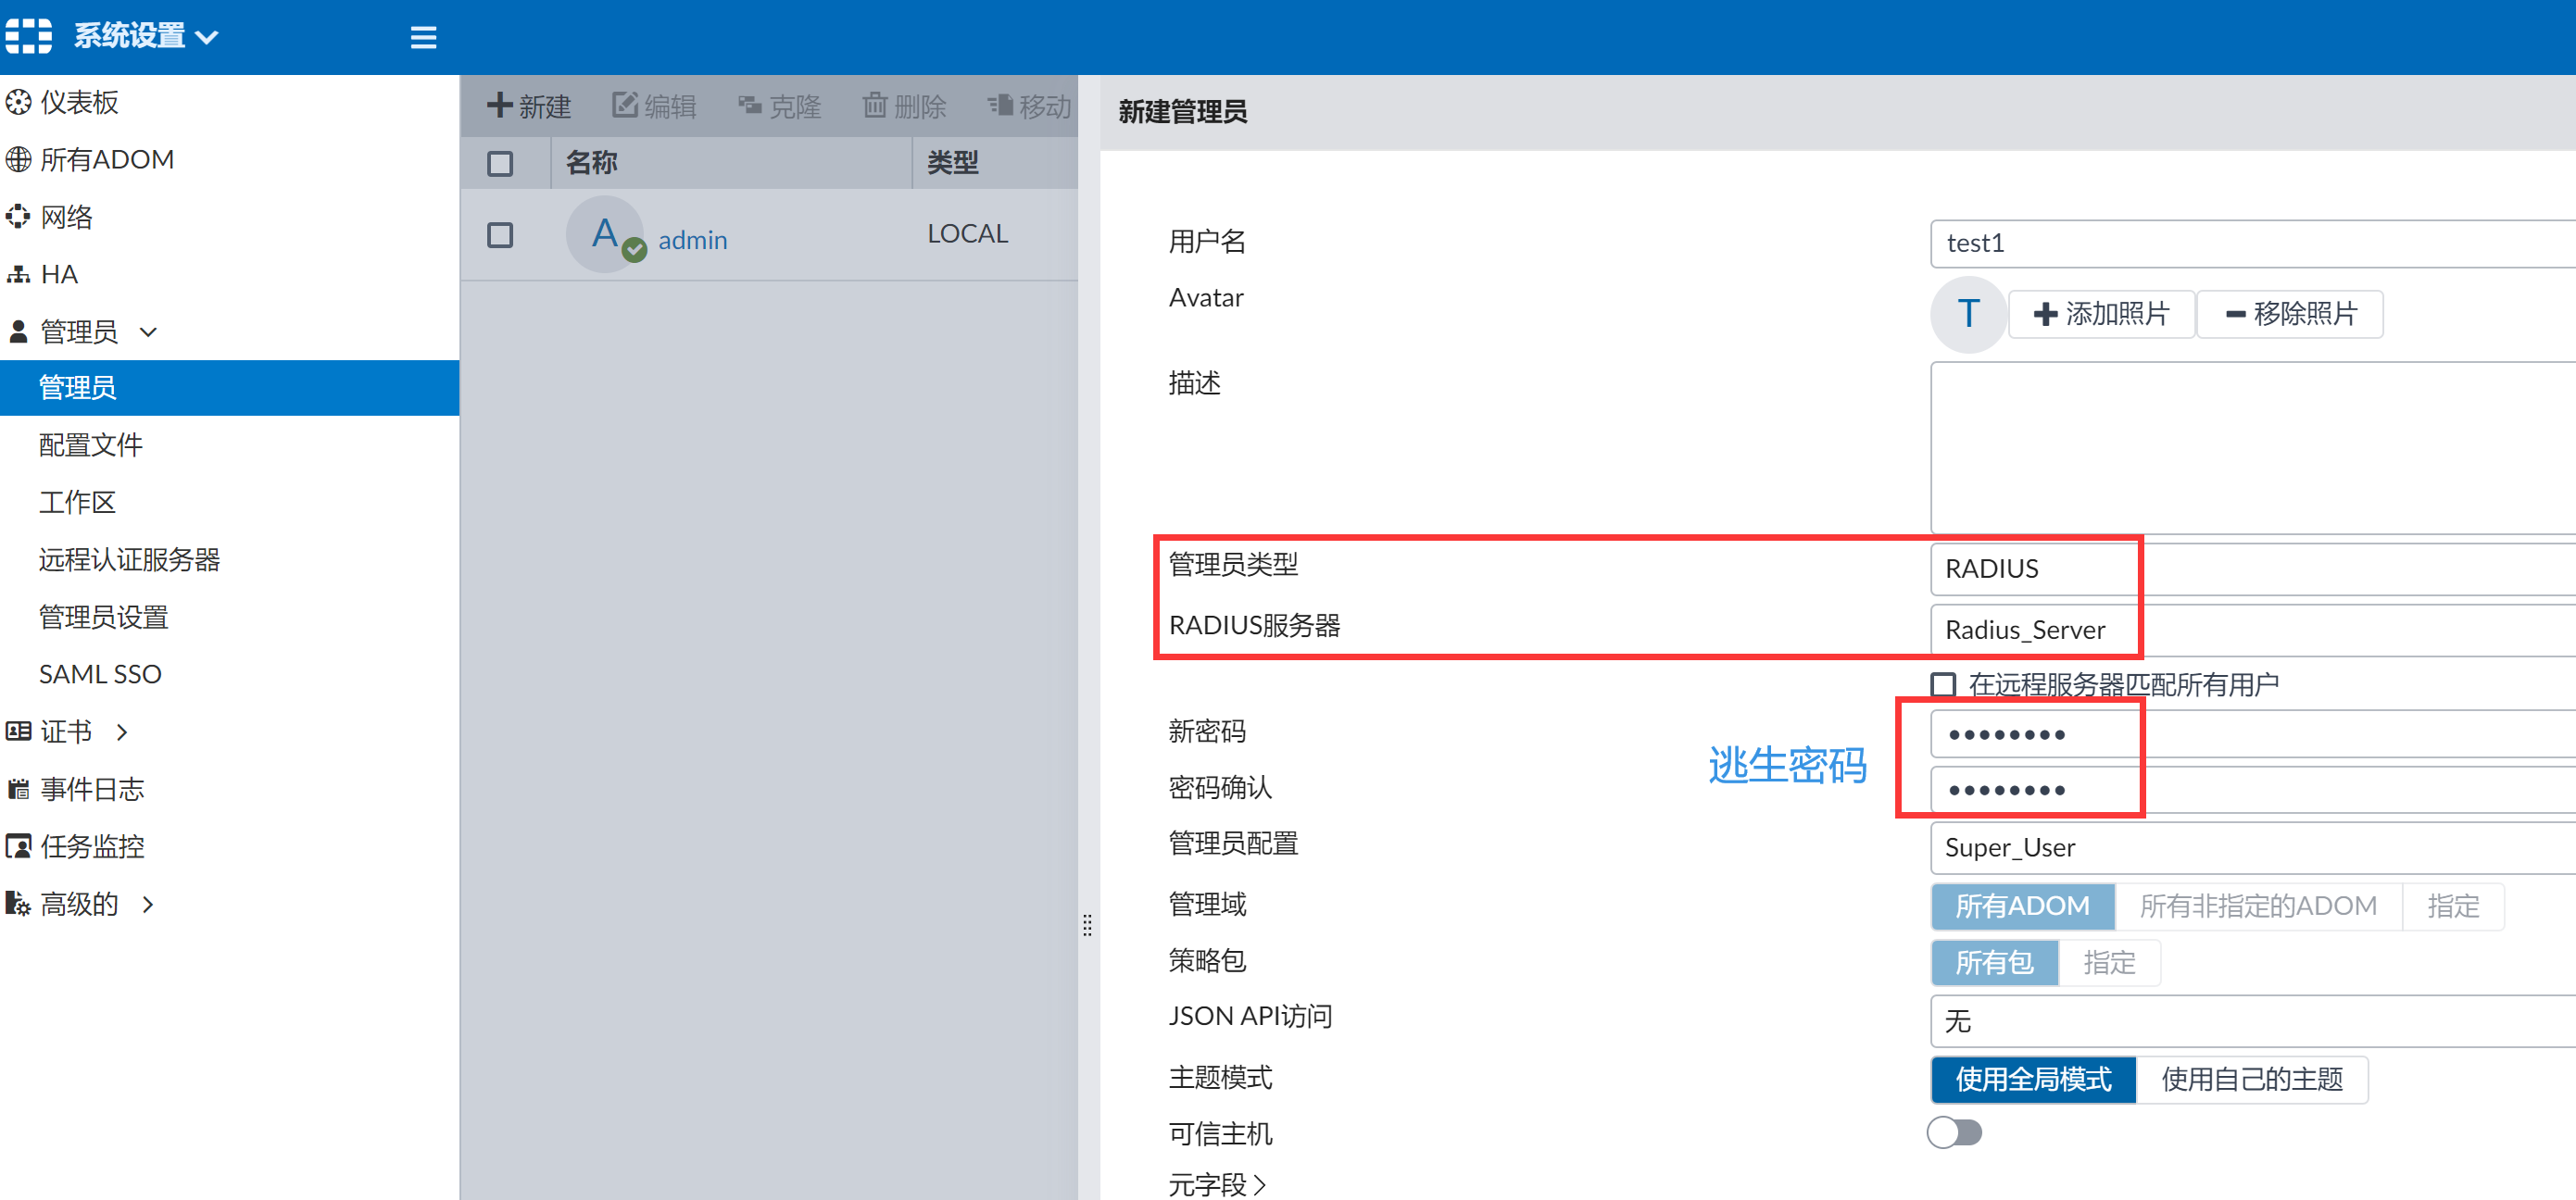 系统设置
仪表板
所有ADOM
网络
HA
管理员
管理员
配置文件
工作区
远程认证服务器
管理员设置
SAML SSO
证书
事件日志
任务监控
高级的
新建 编辑 克隆 删除 移动
名称 类型
A admin LOCAL
新建管理员
用户名 test1
Avatar T 添加照片 移除照片
描述
管理员类型 RADIUS
RADIUS服务器 Radius_Server
在远程服务器匹配所有用户
新密码 ••••••••
逃生密码
密码确认 ••••••••
管理员配置 Super_User
管理域 所有ADOM 所有非指定的ADOM 指定
策略包 所有包 指定
JSON API访问 无
主题模式 使用全局模式 使用自己的主题
可信主机
元字段